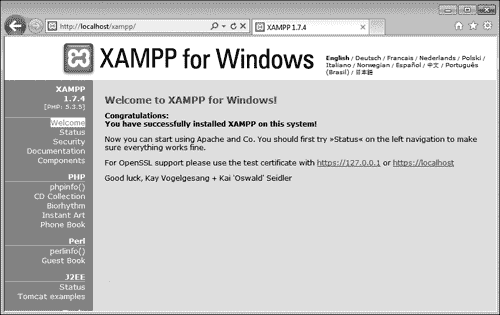 http://localhost/xampp/
XAMPP 1.7.4
XAMPP for Windows
English / Deutsch / Francais / Nederlands / Polski /
Italiano / Norwegian / Español / 中文 / Português
(Brasil) / 日本語
XAMPP
1.7.4
[PHP: 5.3.5]
Welcome
Status
Security
Documentation
Components
PHP
phpinfo()
CD Collection
Biorhythm
Instant Art
Phone Book
Perl
perlinfo()
Guest Book
J2EE
Status
Tomcat examples
Welcome to XAMPP for Windows!
Congratulations:
You have successfully installed XAMPP on this system!
Now you can start using Apache and Co. You should first try »Status« on the left navigation to make
sure everything works fine.
For OpenSSL support please use the test certificate with https://127.0.0.1 or https://localhost
Good luck, Kay Vogelgesang + Kai 'Oswald' Seidler